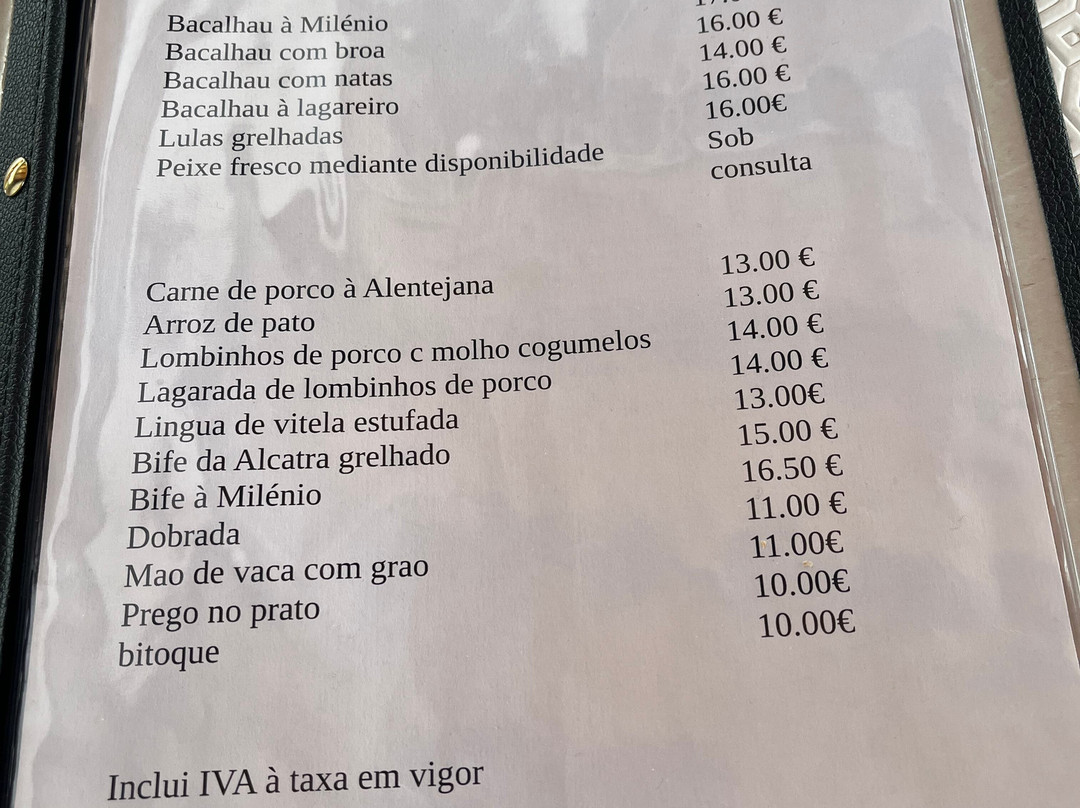 Bacalhau à Milénio
Bacalhau com broa 16.00 €
Bacalhau com natas 14.00 €
Bacalhau à lagareiro 16.00 €
Lulas grelhadas 16.00€
Peixe fresco mediante disponibilidade Sob
consulta
Carne de porco à Alentejana 13.00 €
Arroz de pato 13.00 €
Lombinhos de porco c molho cogumelos 14.00 €
Lagarada de lombinhos de porco 14.00 €
Lingua de vitela estufada 13.00€
Bife da Alcatra grelhado 15.00 €
Bife à Milénio 16.50 €
Dobrada 11.00 €
Mao de vaca com grao 11.00€
Prego no prato 10.00€
bitoque 10.00€
Inclui IVA à taxa em vigor